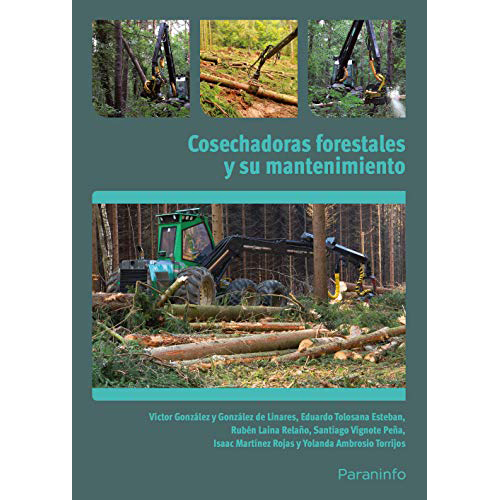 Cosechadoras forestales
y su mantenimiento
Victor González y González de Linares, Eduardo Tolosana Esteban,
Rubén Laina Relaño, Santiago Vignote Peña,
Isaac Martínez Rojas y Yolanda Ambrosio Torrijos
Paraninfo